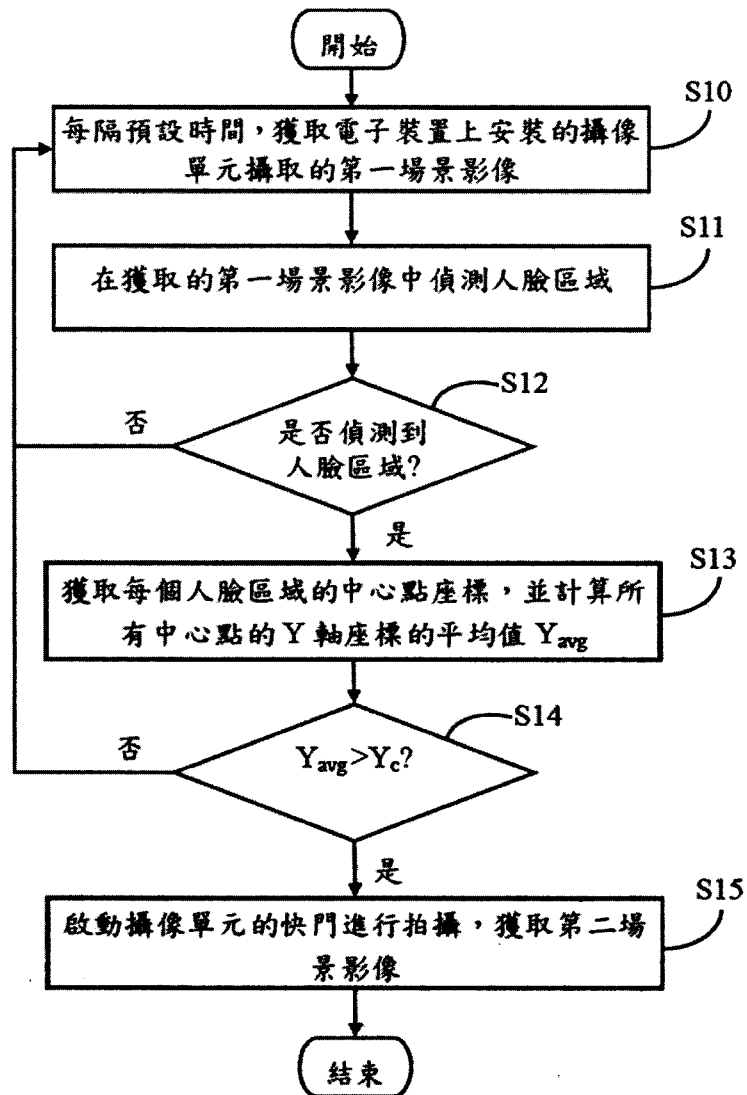 開始
S10
每隔預設時間，獲取電子裝置上安裝的攝像
單元攝取的第一場景影像
S11
在獲取的第一場景影像中偵測人臉區域
S12
否
是否偵測到
人臉區域?
是
S13
獲取每個人臉區域的中心點座標，並計算所
有中心點的 Y 軸座標的平均值 Yavg
S14
否
Yavg>Yc?
是
S15
啟動攝像單元的快門進行拍攝，獲取第二場
景影像
結束